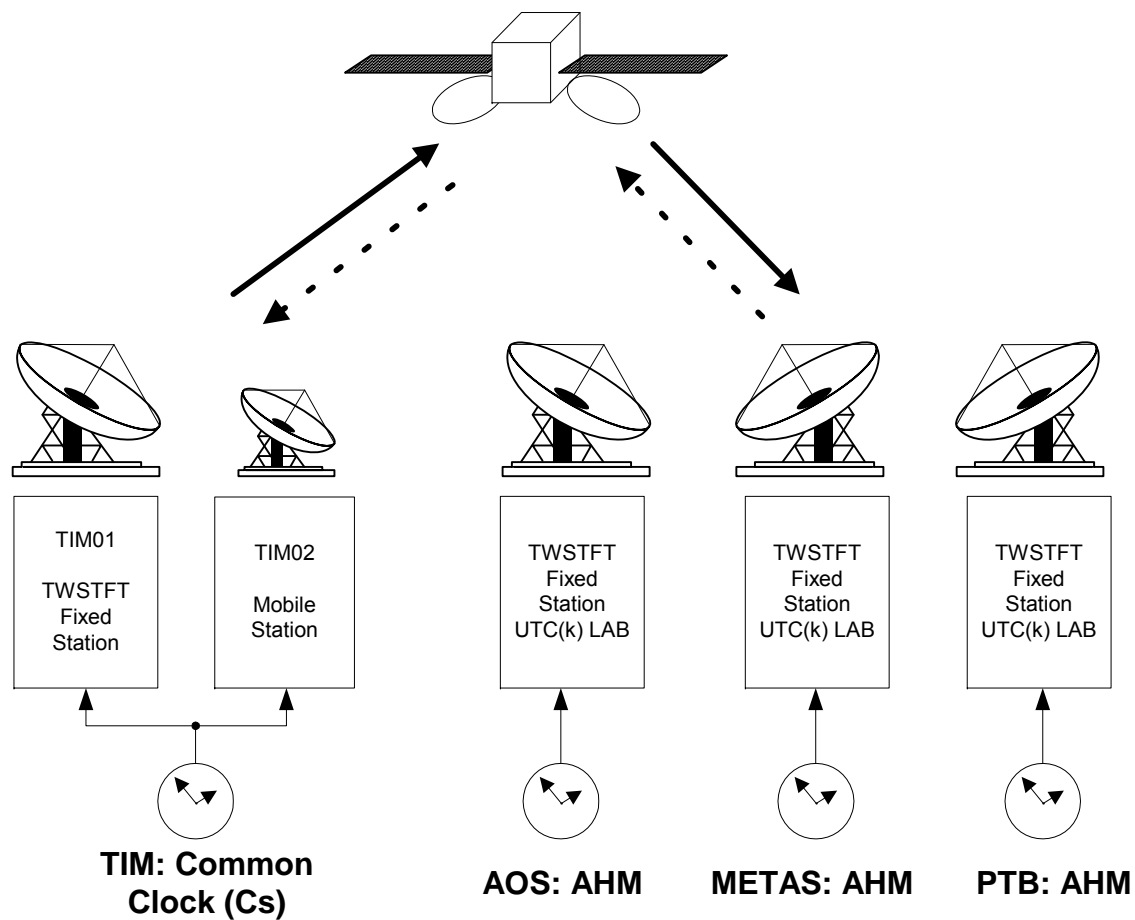 TIM01
TWSTFT
Fixed
Station
TIM02
Mobile
Station
TWSTFT
Fixed
Station
UTC(k) LAB
TWSTFT
Fixed
Station
UTC(k) LAB
TWSTFT
Fixed
Station
UTC(k) LAB
TIM: Common
Clock (Cs)
AOS: AHM
METAS: AHM
PTB: AHM